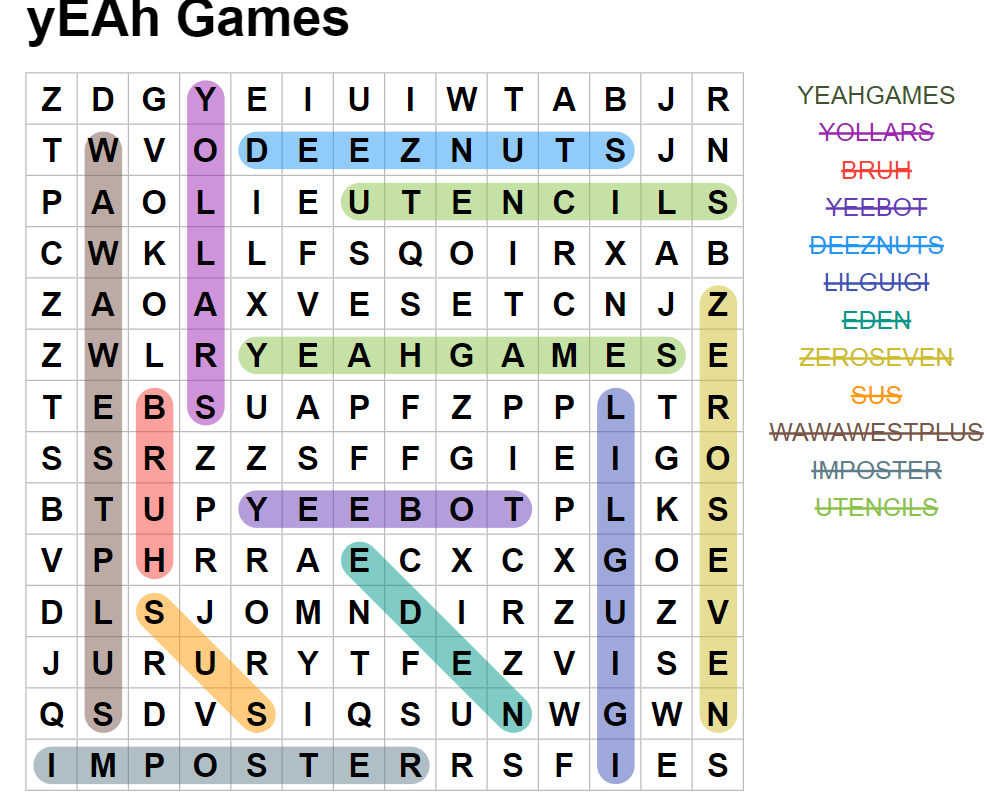 yEAh Games
Z D G Y E I U I W T A B J R
T W V O D E E Z N U T S J N
P A O L I E U T E N C I L S
C W K L L F S Q O I R X A B
Z A O A X V E S E T C N J Z
Z W L R Y E A H G A M E S E
T E B S U A P F Z P P L T R
S S R Z Z S F F G I E I G O
B T U P Y E E B O T P L K S
V P H R R A E C X C X G O E
D L S J O M N D I R Z U Z V
J U R U R Y T F E Z V I S E
Q S D V S I Q S U N W G W N
I M P O S T E R R S F I E S
YEAHGAMES
YOLLARS
BRUH
YEEBOT
DEEZNUTS
LILGUIGI
EDEN
ZEROSEVEN
SUS
WAWAWESTPLUS
IMPOSTER
UTENCILS